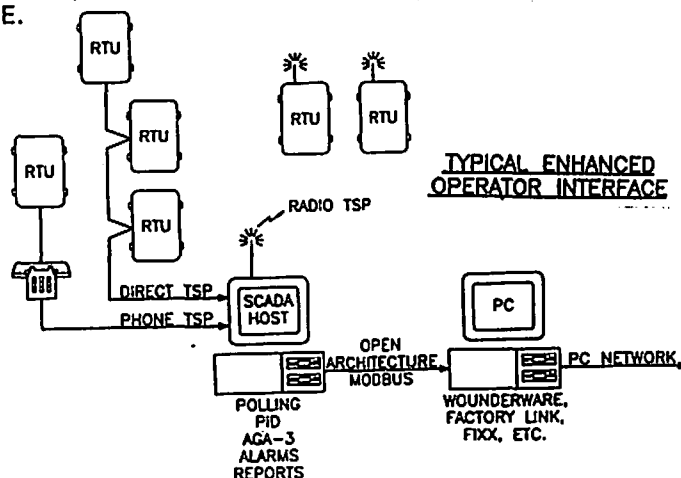 E.
RTU
RTU
RTU
RTU
RTU
RTU
TYPICAL ENHANCED
OPERATOR INTERFACE
RADIO TSP
DIRECT TSP
PHONE TSP
SCADA
HOST
PC
OPEN
ARCHITECTURE
MODBUS
PC NETWORK
POLLING
PiD
AGA-3
ALARMS
REPORTS
WOUNDERWARE,
FACTORY LINK,
FIXX, ETC.